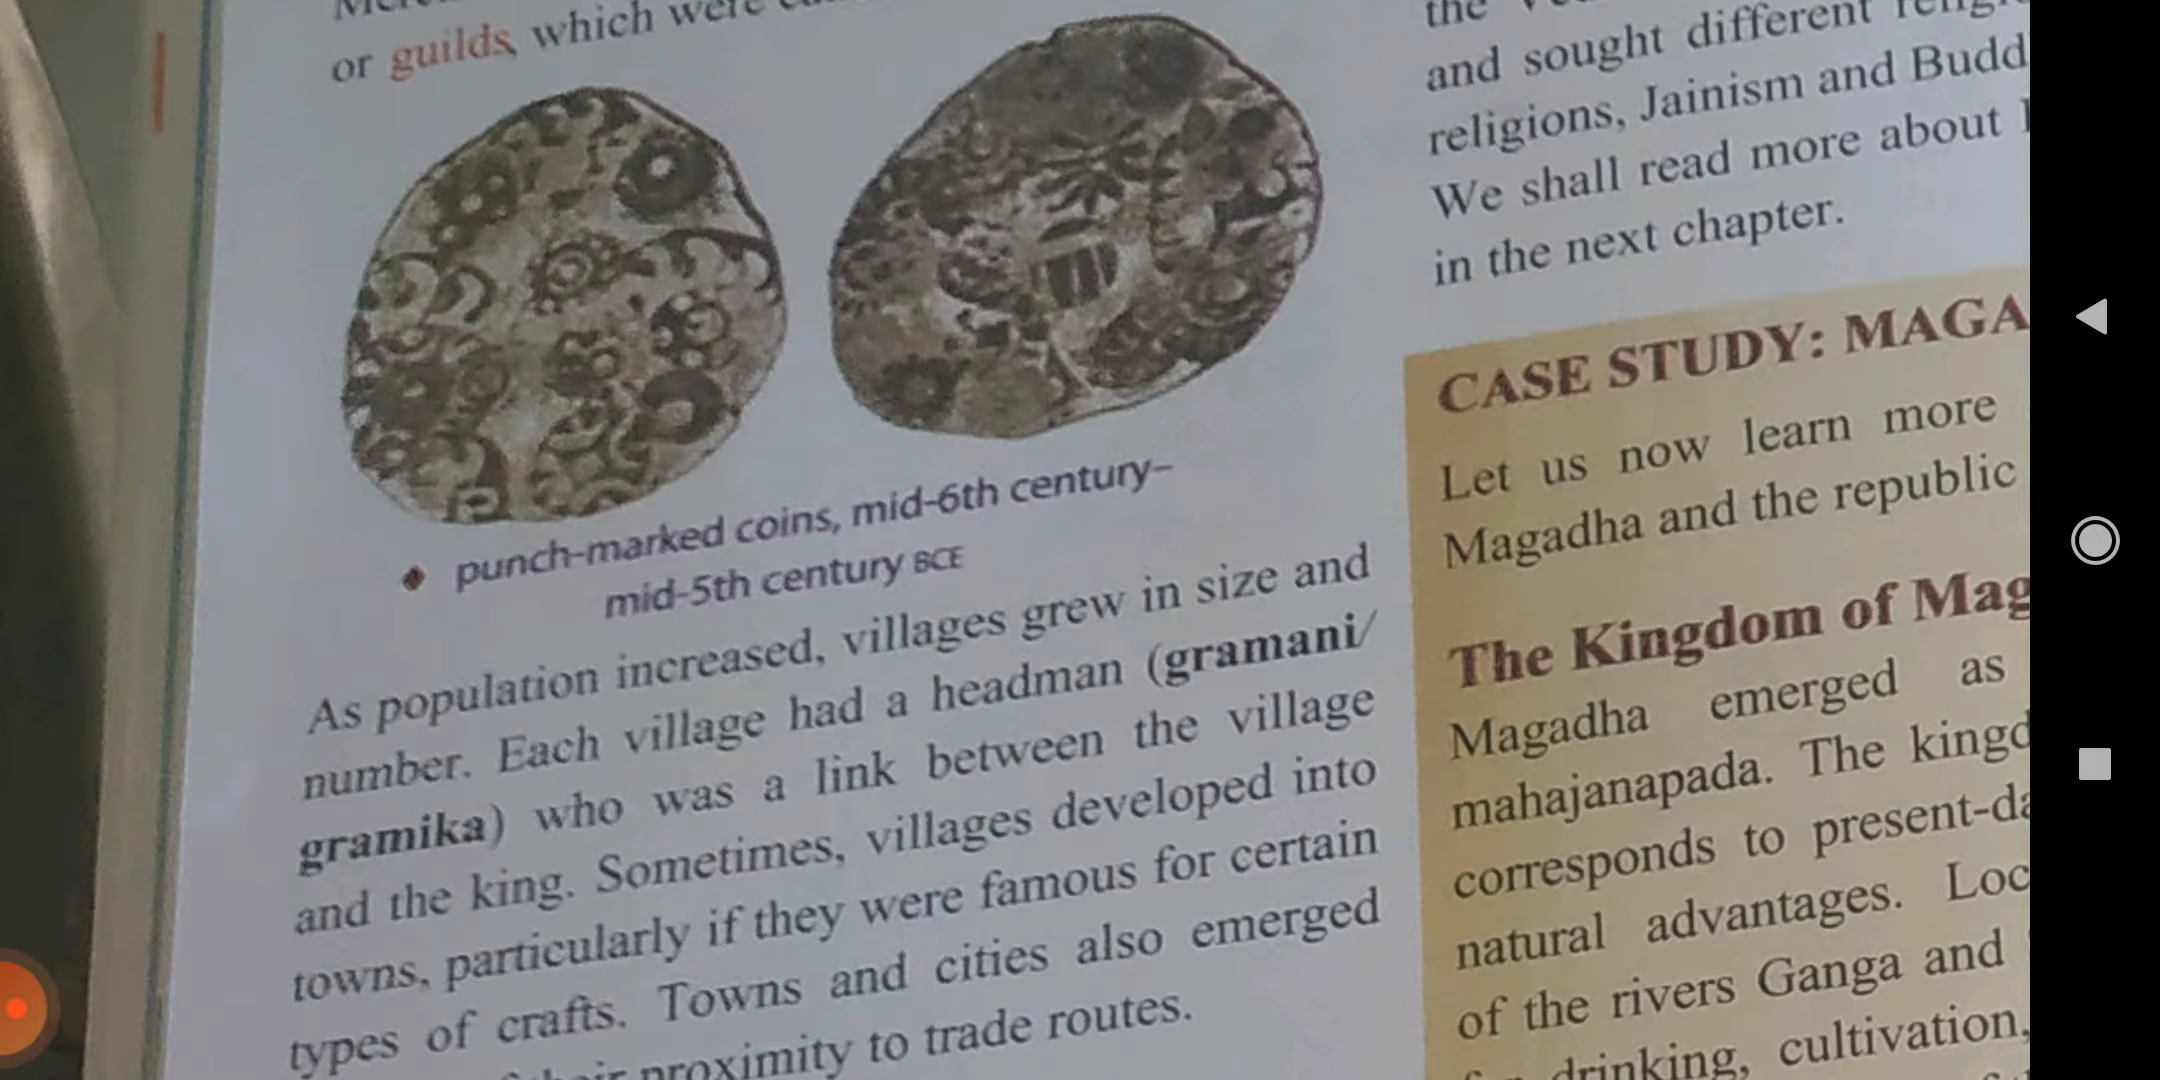 or guilds, which were
punch-marked coins, mid-6th century–
mid-5th century BCE
As population increased, villages grew in size and
number. Each village had a headman (gramani/
gramika) who was a link between the village
and the king. Sometimes, villages developed into
towns, particularly if they were famous for certain
types of crafts. Towns and cities also emerged
proximity to trade routes.
the
and sought different
religions, Jainism and Budd
We shall read more about
in the next chapter.
CASE STUDY: MAGA
Let us now learn more
Magadha and the republic
The Kingdom of Mag
Magadha emerged as
mahajanapada. The kingd
corresponds to present-da
natural advantages. Loc
of the rivers Ganga and
drinking, cultivation,